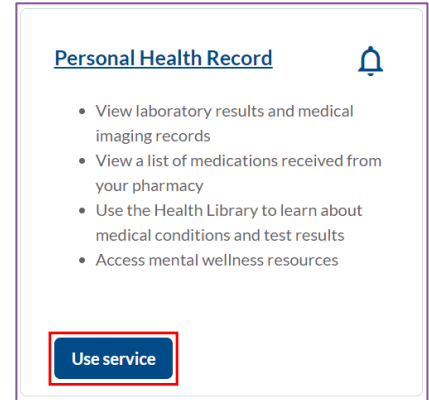 Personal Health Record
• View laboratory results and medical
imaging records
• View a list of medications received from
your pharmacy
• Use the Health Library to learn about
medical conditions and test results
• Access mental wellness resources
Use service